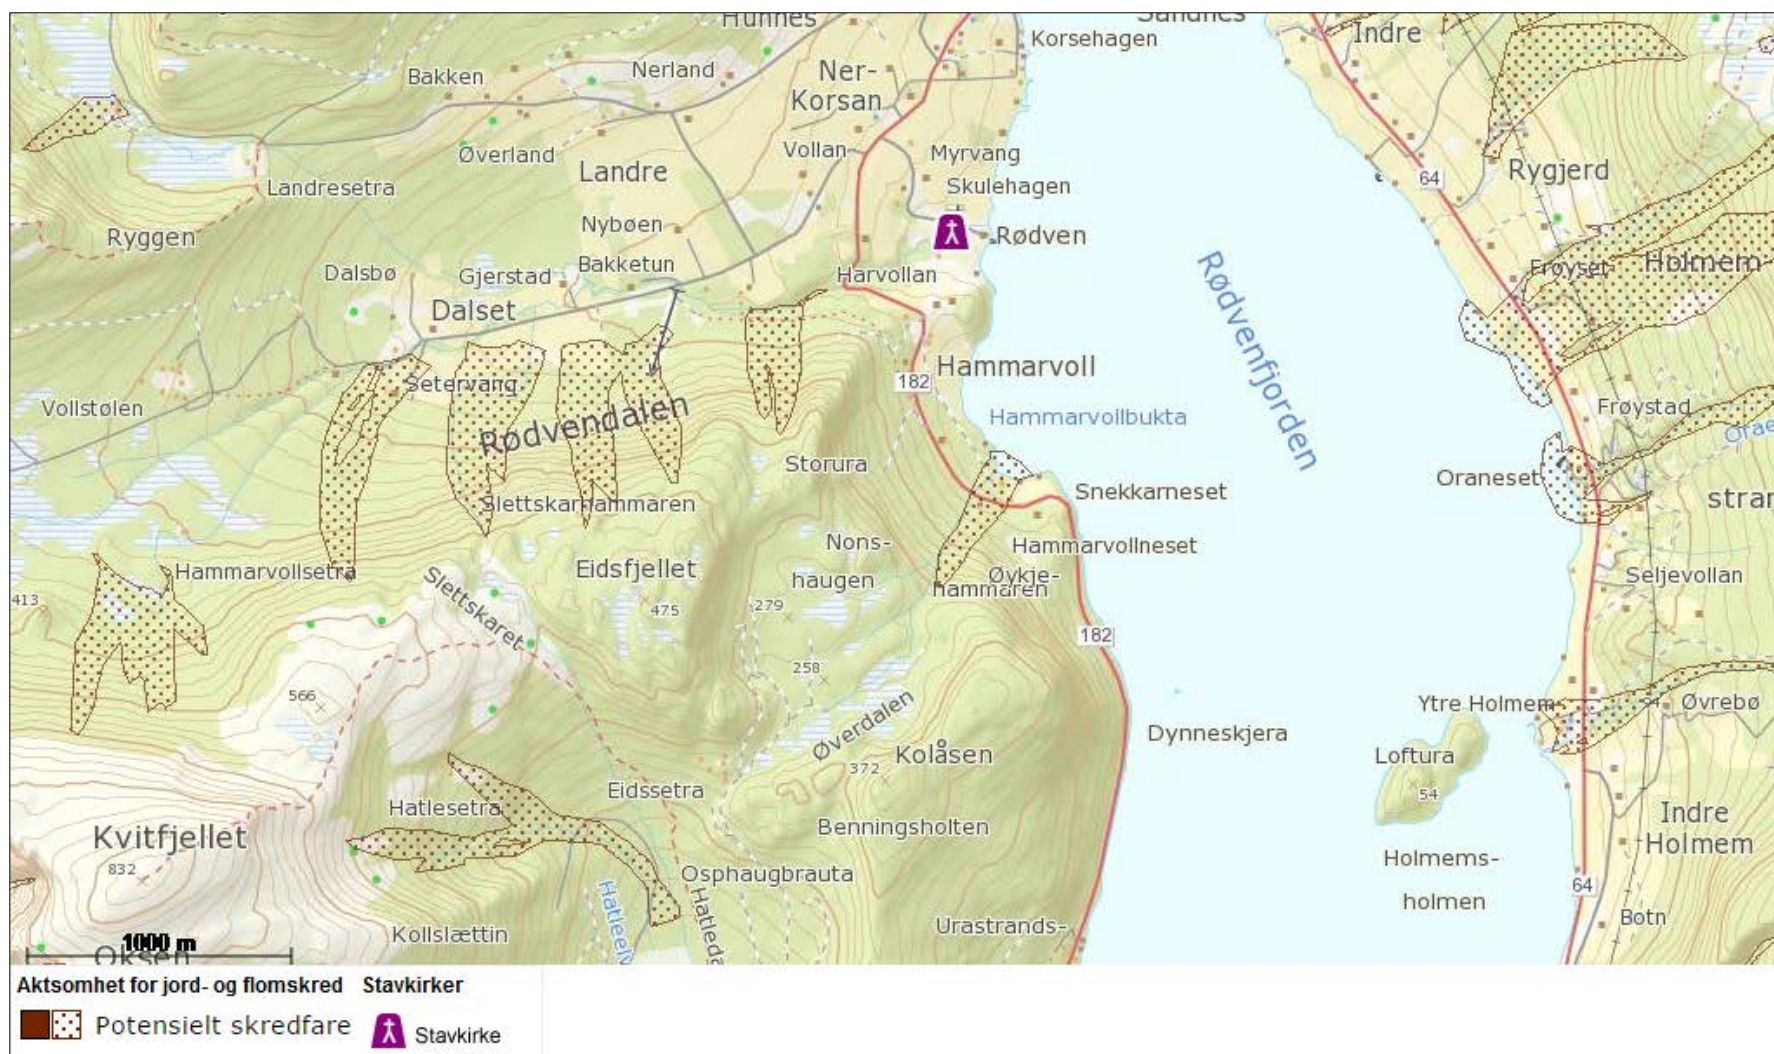 Hunnes
Sandnes
Korsehagen
Indre
Bakken
Nerland
Ner-
Korsan
Øverland
Vollan
Myrvang
Landre
Skulehagen
Landresetra
64
Rygjerd
Nybøen
Rødven
Ryggen
Dalsbø
Gjerstad
Bakketun
Harvollan
Rødvenfjorden
Frøyset
Holmem-
Dalset
Hammarvoll
182
Setervang
Vollstølen
Rødvendalen
Hammarvollbukta
Frøystad
Storura
Oraneset
Snekkarneset
Slettskarhammaren
Nons-
haugen
Hammarvollneset
Hammarvollsetra
Eidsfjellet
Øykje-
hammaren
Seljevollan
413
Slettskaret
475
279
182
258
566
Øverdalen
Ytre Holmem
Øvrebø
Dynneskjera
Kolåsen
372
Loftura
54
Eidssetra
Hatlesetra
Kvitfjellet
832
Benningsholten
Indre
Holmem
Holmems-
holmen
Osphaugbrauta
64
Botn
Kollslættin
Urastrands-
1000 m
Oksen
Aktsomhet for jord- og flomskred
Stavkirker
Potensielt skredfare
Stavkirke